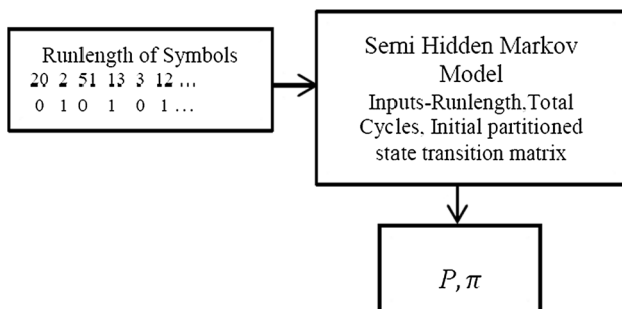 Runlength of Symbols
20 2 51 13 3 12 ...
0 1 0 1 0 1 ...
Semi Hidden Markov
Model
Inputs-Runlength,Total
Cycles, Initial partitioned
state transition matrix
P, π